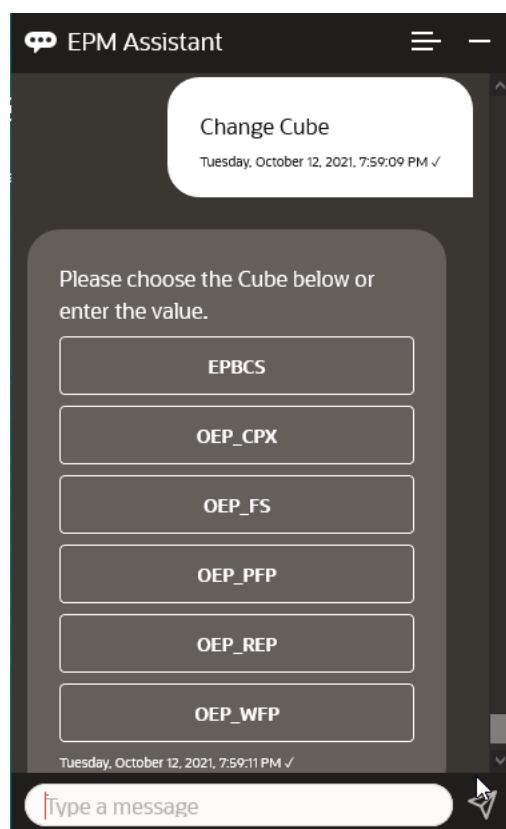 EPM Assistant
Change Cube
Tuesday, October 12, 2021, 7:59:09 PM ✓
Please choose the Cube below or
enter the value.
EPBCS
OEP_CPX
OEP_FS
OEP_PFP
OEP_REP
OEP_WFP
Tuesday, October 12, 2021, 7:59:11 PM ✓
Type a message